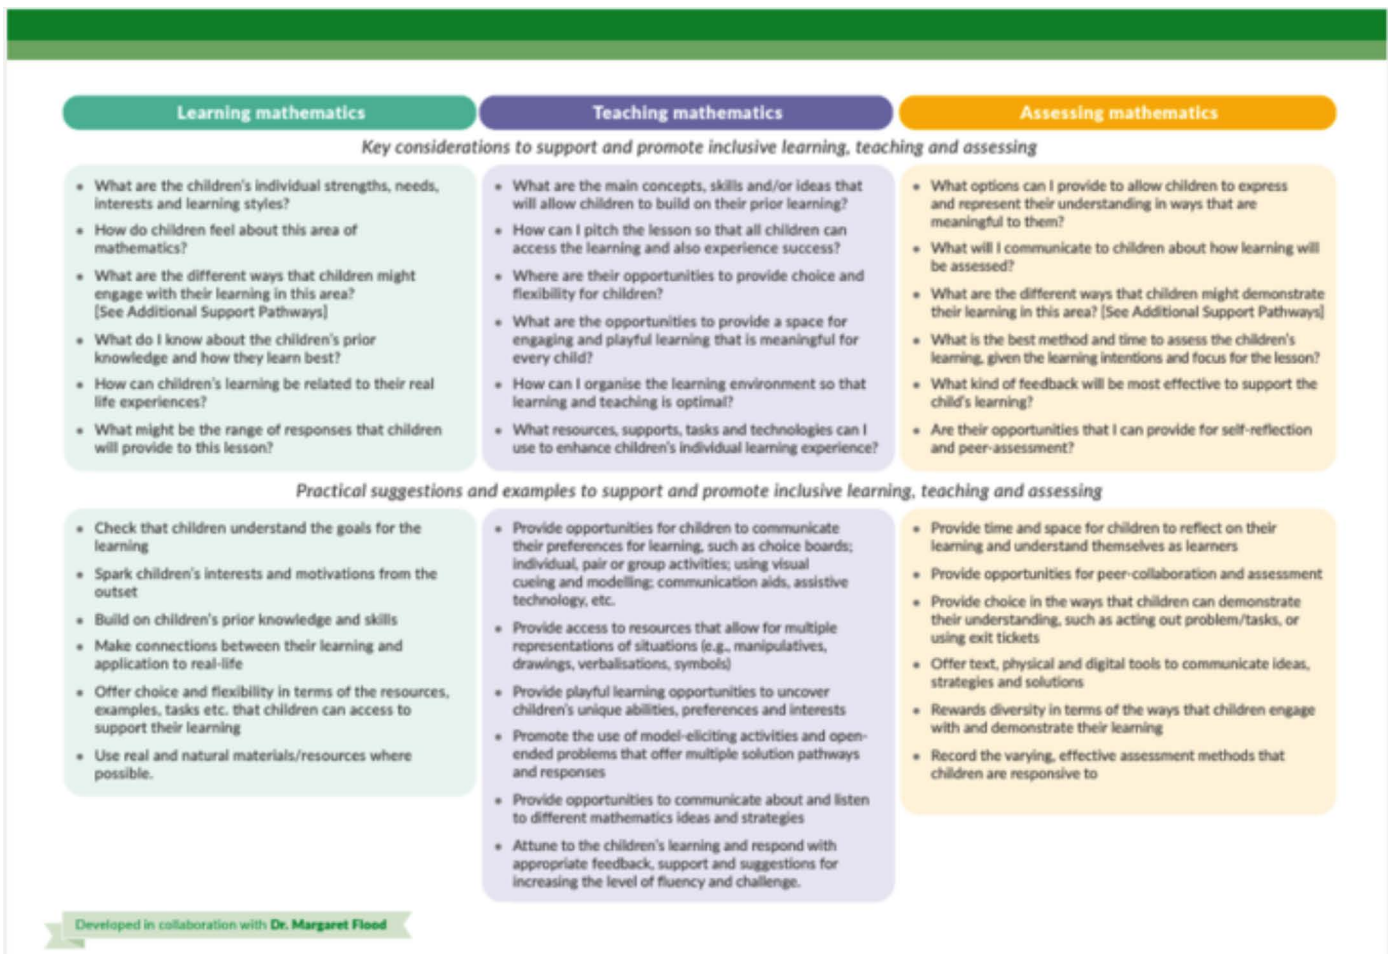 Learning mathematics
Teaching mathematics
Assessing mathematics
Key considerations to support and promote inclusive learning, teaching and assessing
• What are the children's individual strengths, needs,
interests and learning styles?
• How do children feel about this area of
mathematics?
• What are the different ways that children might
engage with their learning in this area?
[See Additional Support Pathways]
• What do I know about the children's prior
knowledge and how they learn best?
• How can children's learning be related to their real
life experiences?
• What might be the range of responses that children
will provide to this lesson?
• What are the main concepts, skills and/or ideas that
will allow children to build on their prior learning?
• How can I pitch the lesson so that all children can
access the learning and also experience success?
• Where are their opportunities to provide choice and
flexibility for children?
• What are the opportunities to provide a space for
engaging and playful learning that is meaningful for
every child?
• How can I organise the learning environment so that
learning and teaching is optimal?
• What resources, supports, tasks and technologies can I
use to enhance children's individual learning experience?
• What options can I provide to allow children to express
and represent their understanding in ways that are
meaningful to them?
• What will I communicate to children about how learning will
be assessed?
• What are the different ways that children might demonstrate
their learning in this area? [See Additional Support Pathways]
• What is the best method and time to assess the children's
learning, given the learning intentions and focus for the lesson?
• What kind of feedback will be most effective to support the
child's learning?
• Are their opportunities that I can provide for self-reflection
and peer-assessment?
Practical suggestions and examples to support and promote inclusive learning, teaching and assessing
• Check that children understand the goals for the
learning
• Spark children's interests and motivations from the
outset
• Build on children's prior knowledge and skills
• Make connections between their learning and
application to real-life
• Offer choice and flexibility in terms of the resources,
examples, tasks etc. that children can access to
support their learning
• Use real and natural materials/resources where
possible.
• Provide opportunities for children to communicate
their preferences for learning, such as choice boards;
individual, pair or group activities; using visual
cueing and modelling; communication aids, assistive
technology, etc.
• Provide access to resources that allow for multiple
representations of situations (e.g., manipulatives,
drawings, verbalisations, symbols)
• Provide playful learning opportunities to uncover
children's unique abilities, preferences and interests
• Promote the use of model-eliciting activities and open-
ended problems that offer multiple solution pathways
and responses
• Provide opportunities to communicate about and listen
to different mathematics ideas and strategies
• Attune to the children's learning and respond with
appropriate feedback, support and suggestions for
increasing the level of fluency and challenge.
• Provide time and space for children to reflect on their
learning and understand themselves as learners
• Provide opportunities for peer-collaboration and assessment
• Provide choice in the ways that children can demonstrate
their understanding, such as acting out problem/tasks, or
using exit tickets
• Offer text, physical and digital tools to communicate ideas,
strategies and solutions
• Rewards diversity in terms of the ways that children engage
with and demonstrate their learning
• Record the varying, effective assessment methods that
children are responsive to
Developed in collaboration with Dr. Margaret Flood